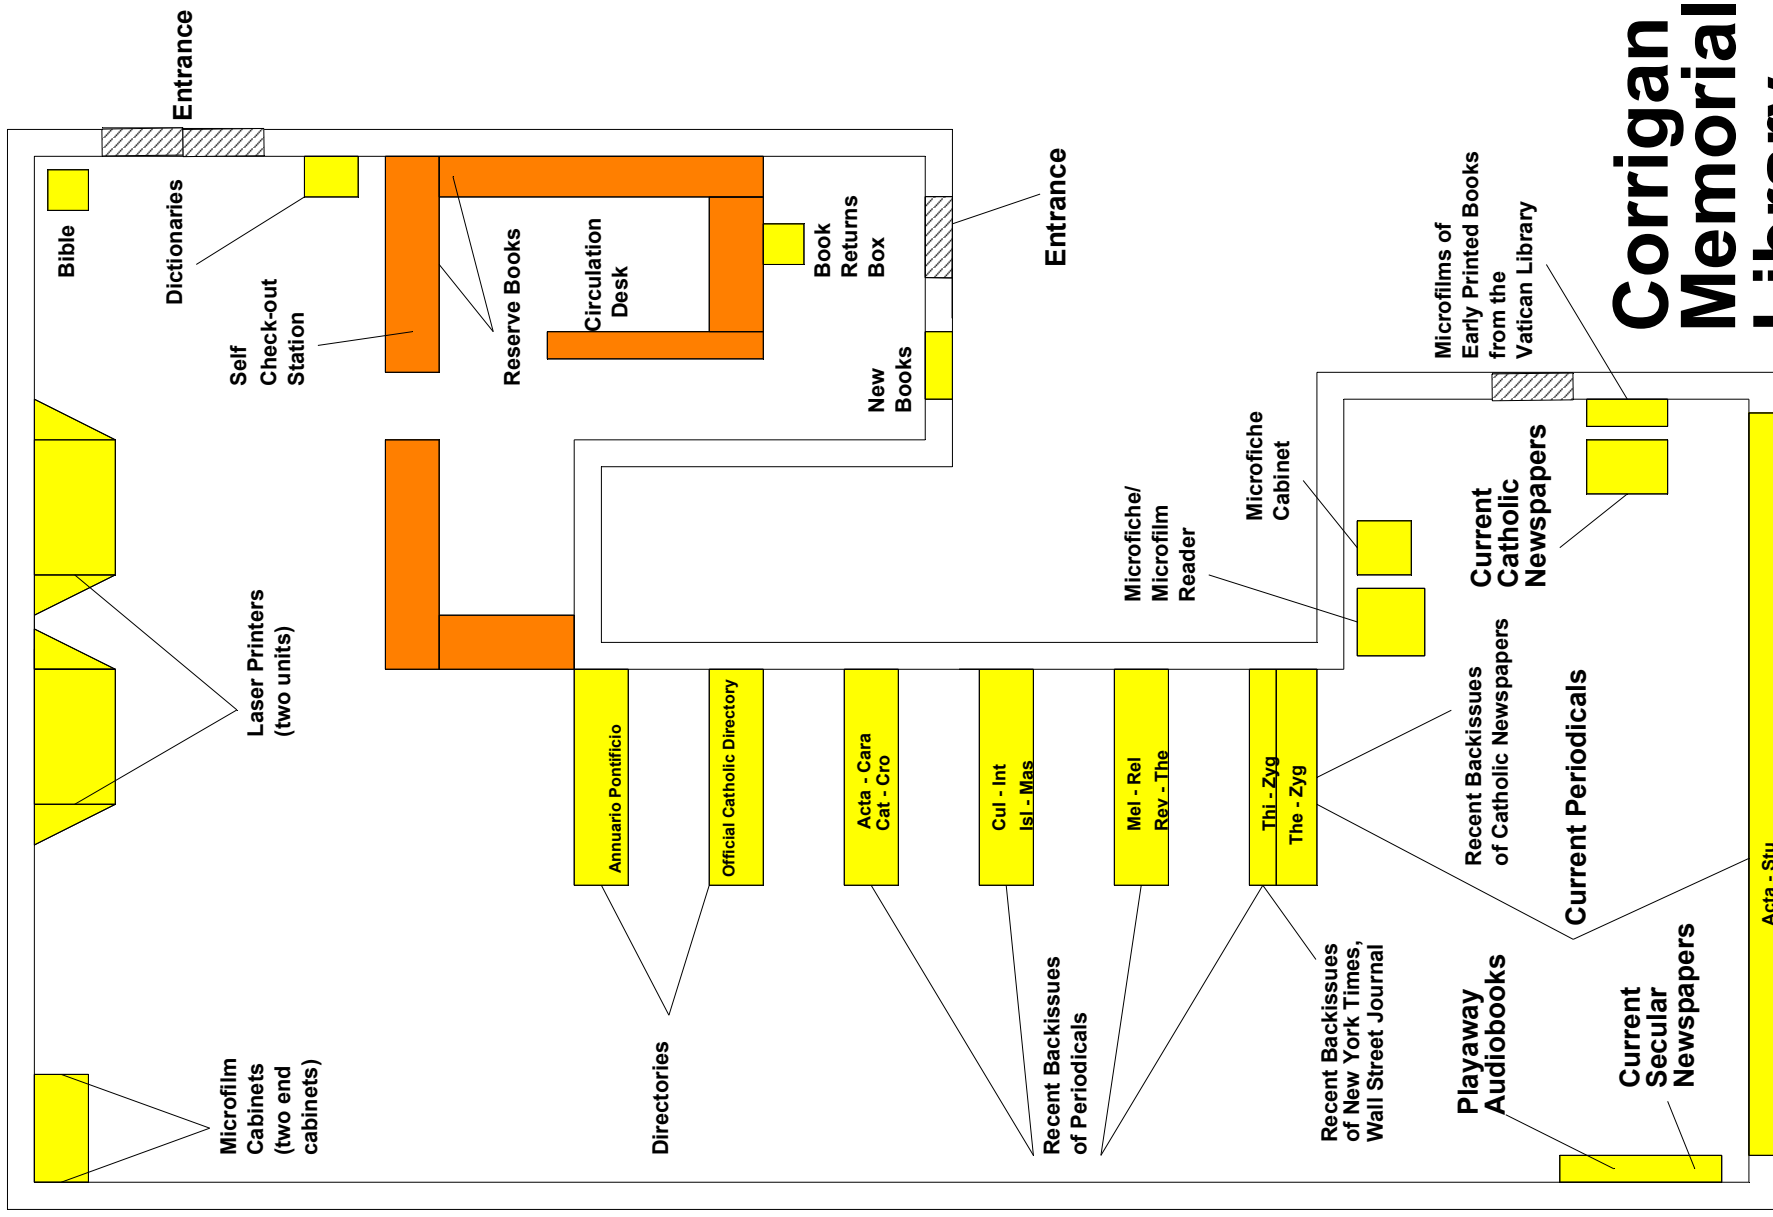 Entrance
Bible
Dictionaries
Self
Check-out
Station
Reserve Books
Circulation
Desk
Book
Returns
Box
New
Books
Entrance
Laser Printers
(two units)
Microfilm
Cabinets
(two end
cabinets)
Directories
Annuario Pontificio
Official Catholic Directory
Acta - Cara
Cat - Cro
Cul - Int
Isl - Mas
Mel - Rel
Rev - The
Thi - Zyg
The - Zyg
Recent Backissues
of Periodicals
Recent Backissues
of New York Times,
Wall Street Journal
Microfiche/
Microfilm
Reader
Microfiche
Cabinet
Microfilms of
Early Printed Books
from the
Vatican Library
Current
Catholic
Newspapers
Recent Backissues
of Catholic Newspapers
Current Periodicals
Playaway
Audiobooks
Current
Secular
Newspapers
Acta - Stu
Corrigan
Memorial
Library